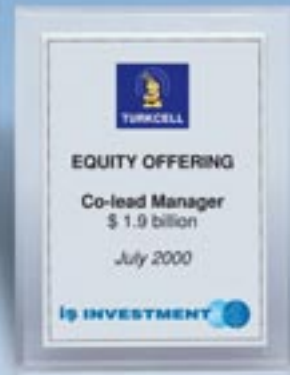 TURKCELL
EQUITY OFFERING
Co-lead Manager
$ 1.9 billion
July 2000
iş INVESTMENT